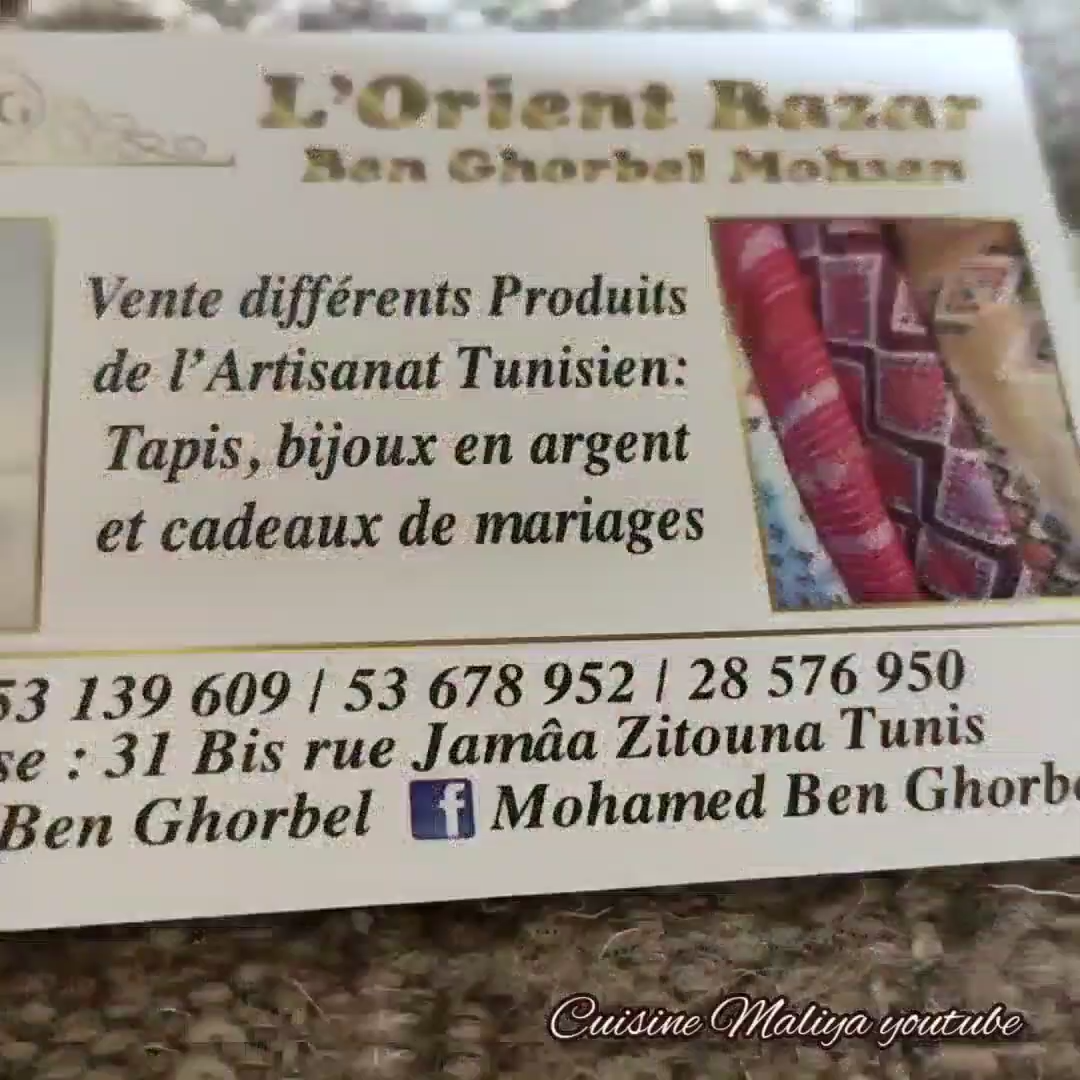 G
L'Orient Bazar
Ben Ghorbel Mohsen
Vente différents Produits
de l'Artisanat Tunisien:
Tapis, bijoux en argent
et cadeaux de mariages
53 139 609 / 53 678 952 / 28 576 950
se : 31 Bis rue Jamâa Zitouna Tunis
Ben Ghorbel f Mohamed Ben Ghorbe
Cuisine Maliya youtube